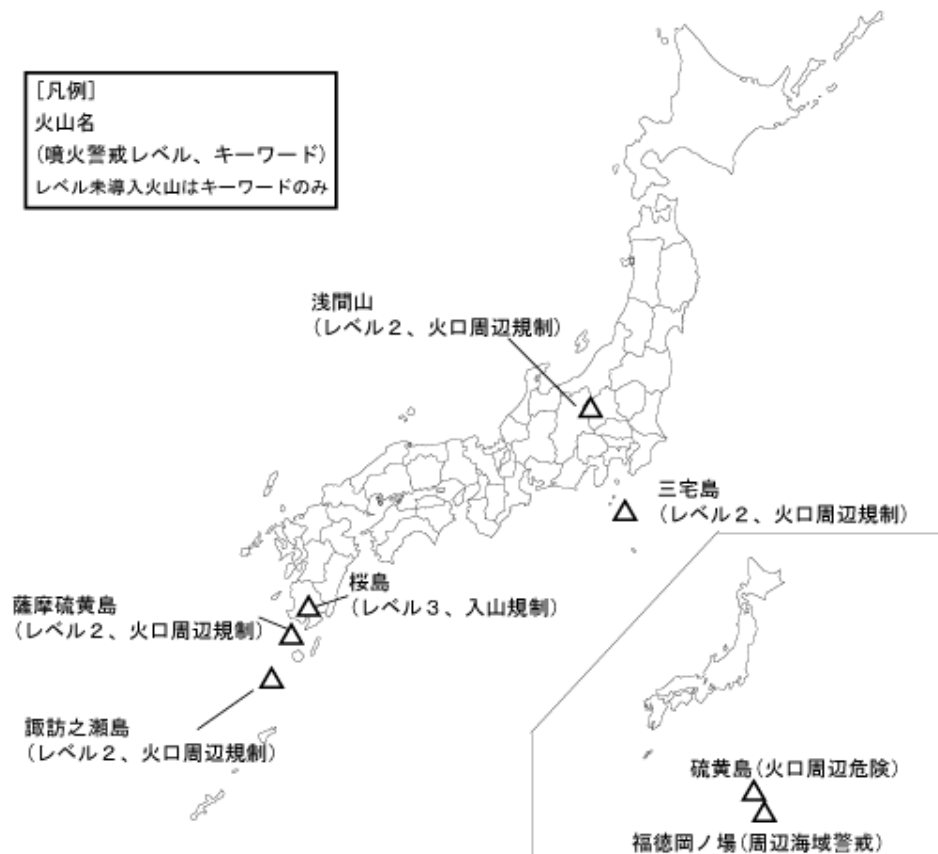 [凡例]
火山名
(噴火警戒レベル、キーワード)
レベル未導入火山はキーワードのみ
浅間山
(レベル２、火口周辺規制)
三宅島
(レベル２、火口周辺規制)
桜島
(レベル３、入山規制)
薩摩硫黄島
(レベル２、火口周辺規制)
諏訪之瀬島
(レベル２、火口周辺規制)
硫黄島(火口周辺危険)
福徳岡ノ場(周辺海域警戒)